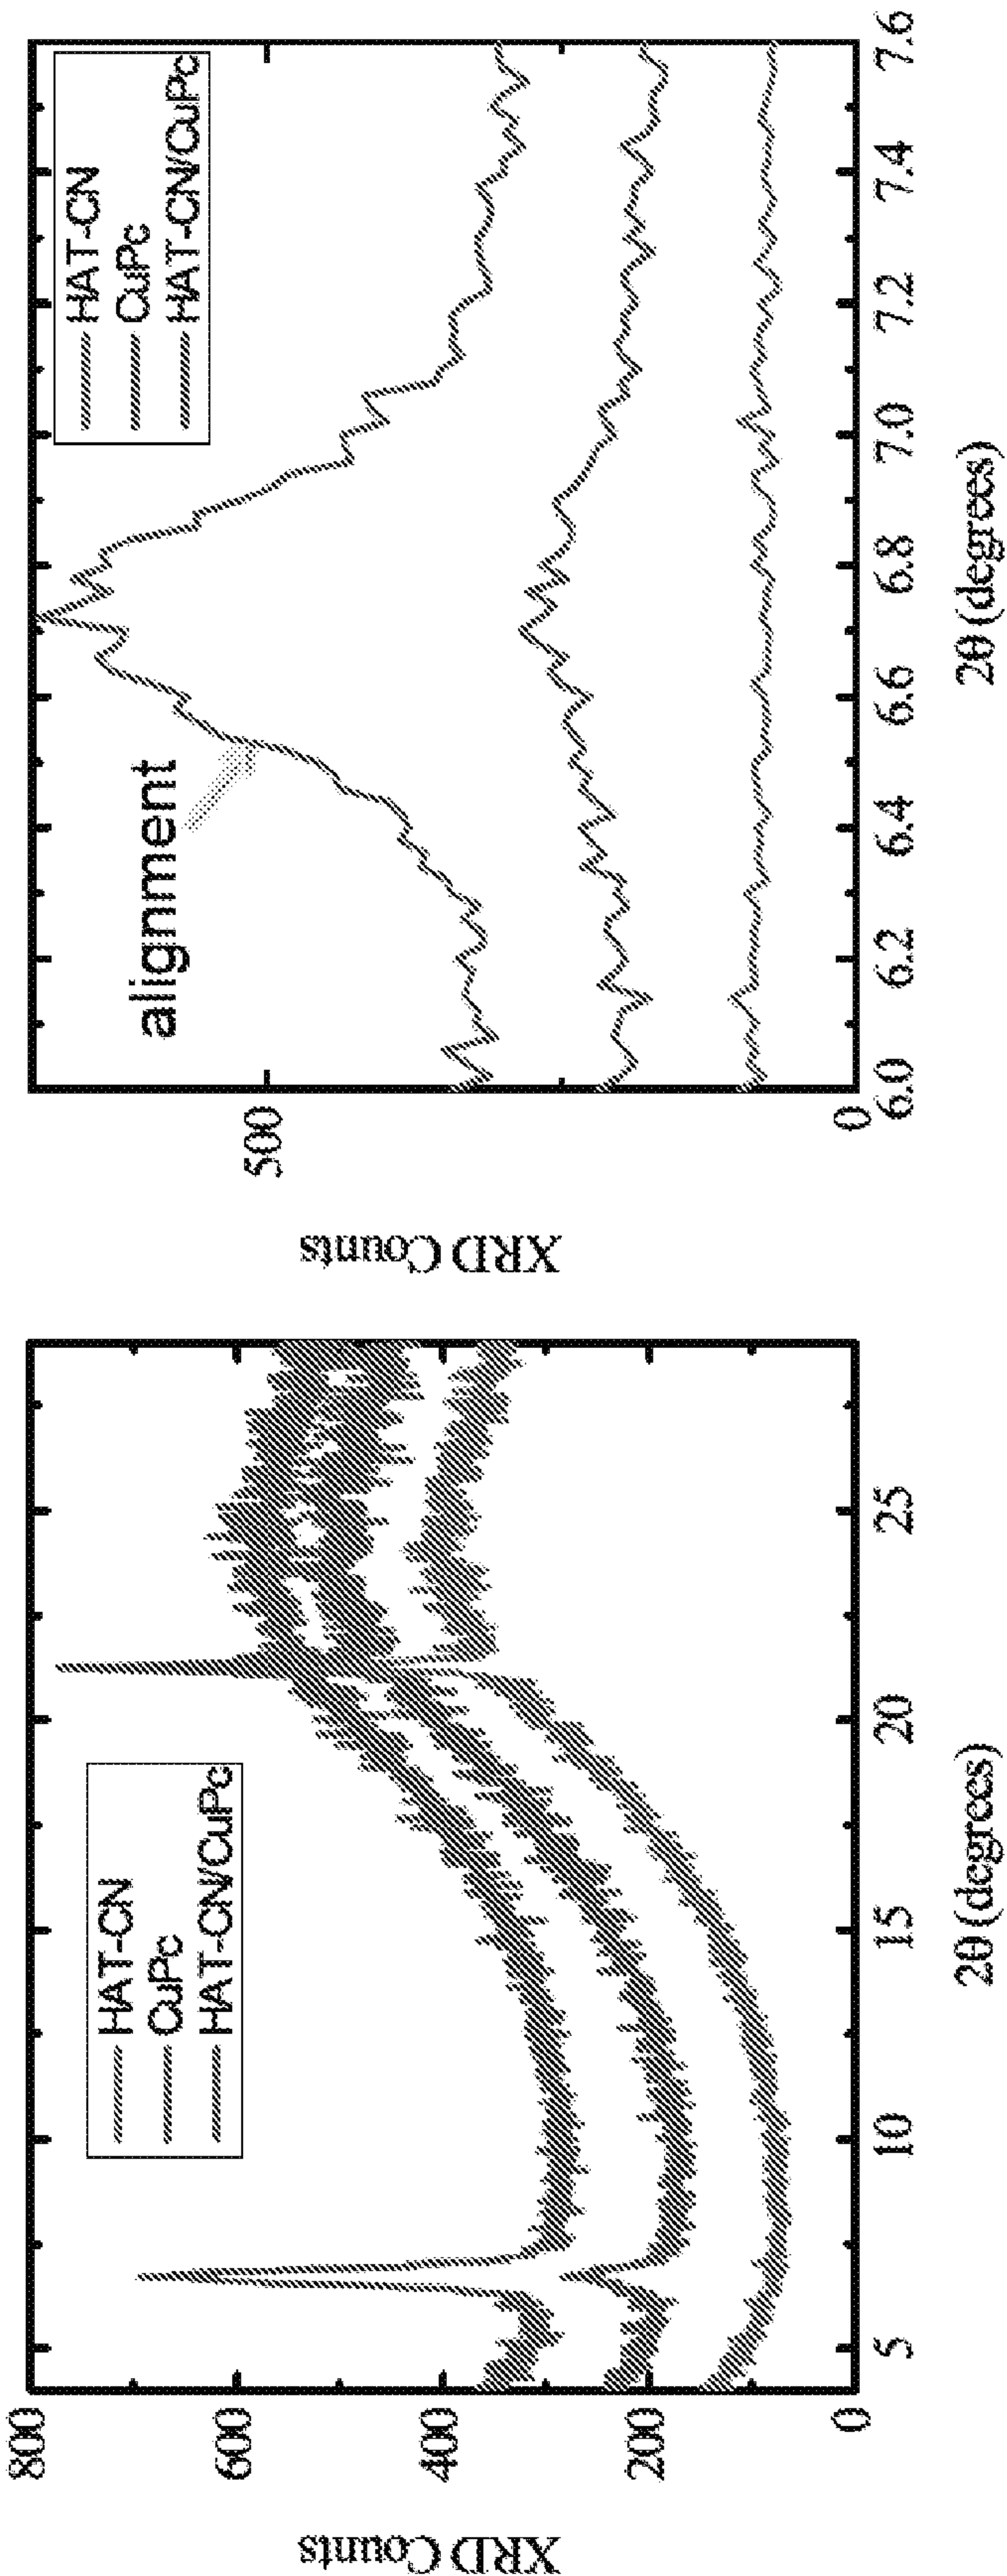 XRD Counts
800
600
400
200
0
5
10
15
20
25
2θ (degrees)
HAT-CN
CuPc
HAT-CN/CuPc
XRD Counts
500
0
6.0
6.2
6.4
6.6
6.8
7.0
7.2
7.4
7.6
2θ (degrees)
alignment
HAT-CN
CuPc
HAT-CN/CuPc